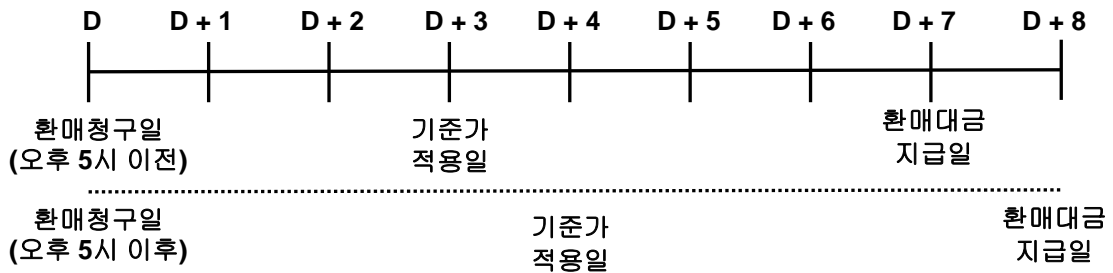 D D + 1 D + 2 D + 3 D + 4 D + 5 D + 6 D + 7 D + 8
환매청구일
(오후 5시 이전)
기준가
적용일
환매대금
지급일
환매청구일
(오후 5시 이후)
기준가
적용일
환매대금
지급일